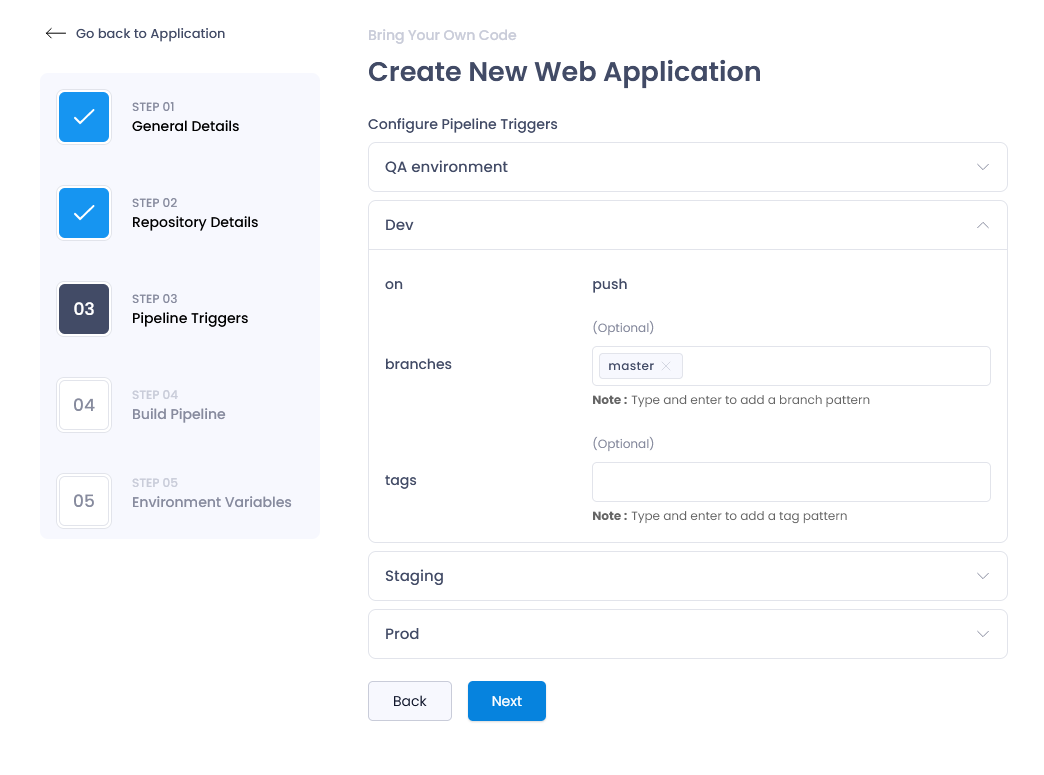 Go back to Application
STEP 01
General Details
STEP 02
Repository Details
03
STEP 03
Pipeline Triggers
04
STEP 04
Build Pipeline
05
STEP 05
Environment Variables
Bring Your Own Code
Create New Web Application
Configure Pipeline Triggers
QA environment
Dev
on
push
(Optional)
branches
master
Note : Type and enter to add a branch pattern
(Optional)
tags
Note : Type and enter to add a tag pattern
Staging
Prod
Back
Next